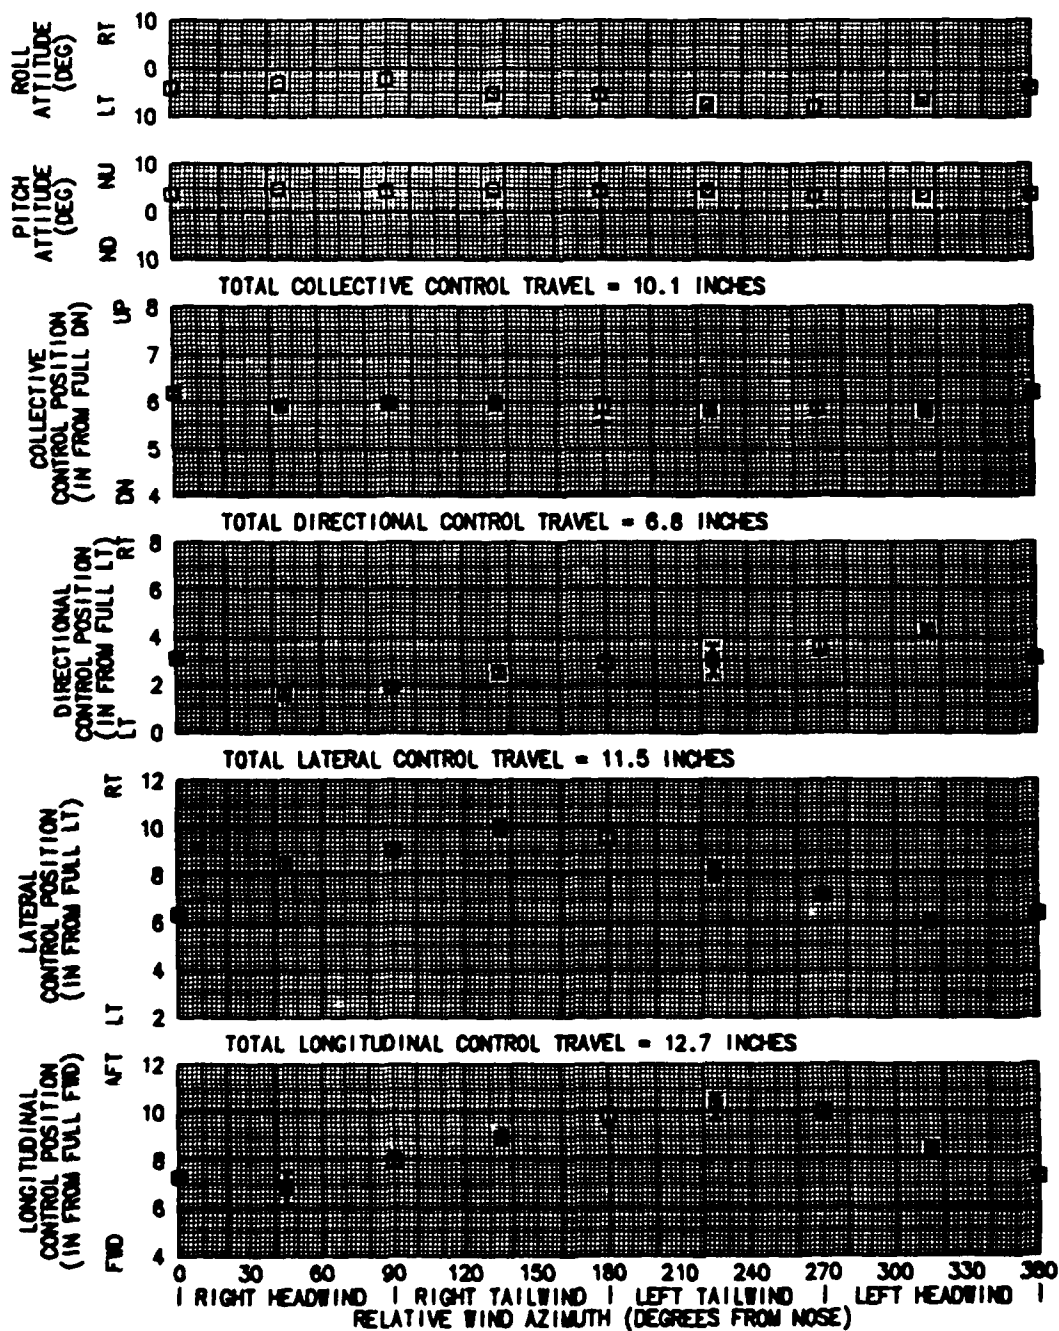 ROLL
ATTITUDE
(DEG)
LT RT
10
0
10
PITCH
ATTITUDE
(DEG)
ND NU
10
0
10
TOTAL COLLECTIVE CONTROL TRAVEL = 10.1 INCHES
COLLECTIVE
CONTROL POSITION
(IN FROM FULL DN)
DN UP
8
7
6
5
4
TOTAL DIRECTIONAL CONTROL TRAVEL = 6.8 INCHES
DIRECTIONAL
CONTROL POSITION
(IN FROM FULL LT)
LT RT
8
6
4
2
0
TOTAL LATERAL CONTROL TRAVEL = 11.5 INCHES
LATERAL
CONTROL POSITION
(IN FROM FULL LT)
LT RT
12
10
8
6
4
2
TOTAL LONGITUDINAL CONTROL TRAVEL = 12.7 INCHES
LONGITUDINAL
CONTROL POSITION
(IN FROM FULL FWD)
FWD AFT
12
10
8
6
4
0 30 60 90 120 150 180 210 240 270 300 330 360
| RIGHT HEADWIND | RIGHT TAILWIND | LEFT TAILWIND | LEFT HEADWIND |
RELATIVE WIND AZIMUTH (DEGREES FROM NOSE)